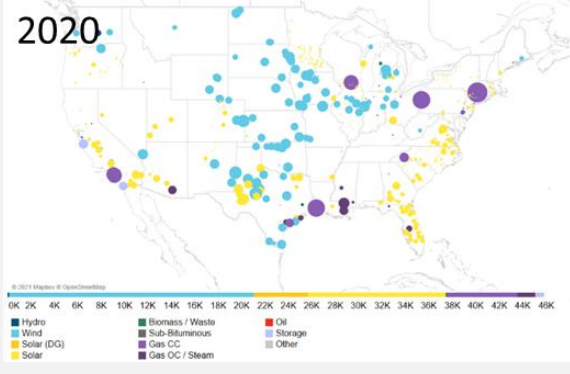 2020
© 2021 Mapbox © OpenStreetMap
0K 2K 4K 6K 8K 10K 12K 14K 16K 18K 20K 22K 24K 26K 28K 30K 32K 34K 36K 38K 40K 42K 44K 46K
Hydro Biomass / Waste Oil
Wind Sub-Bituminous Storage
Solar (DG) Gas CC Other
Solar Gas OC / Steam